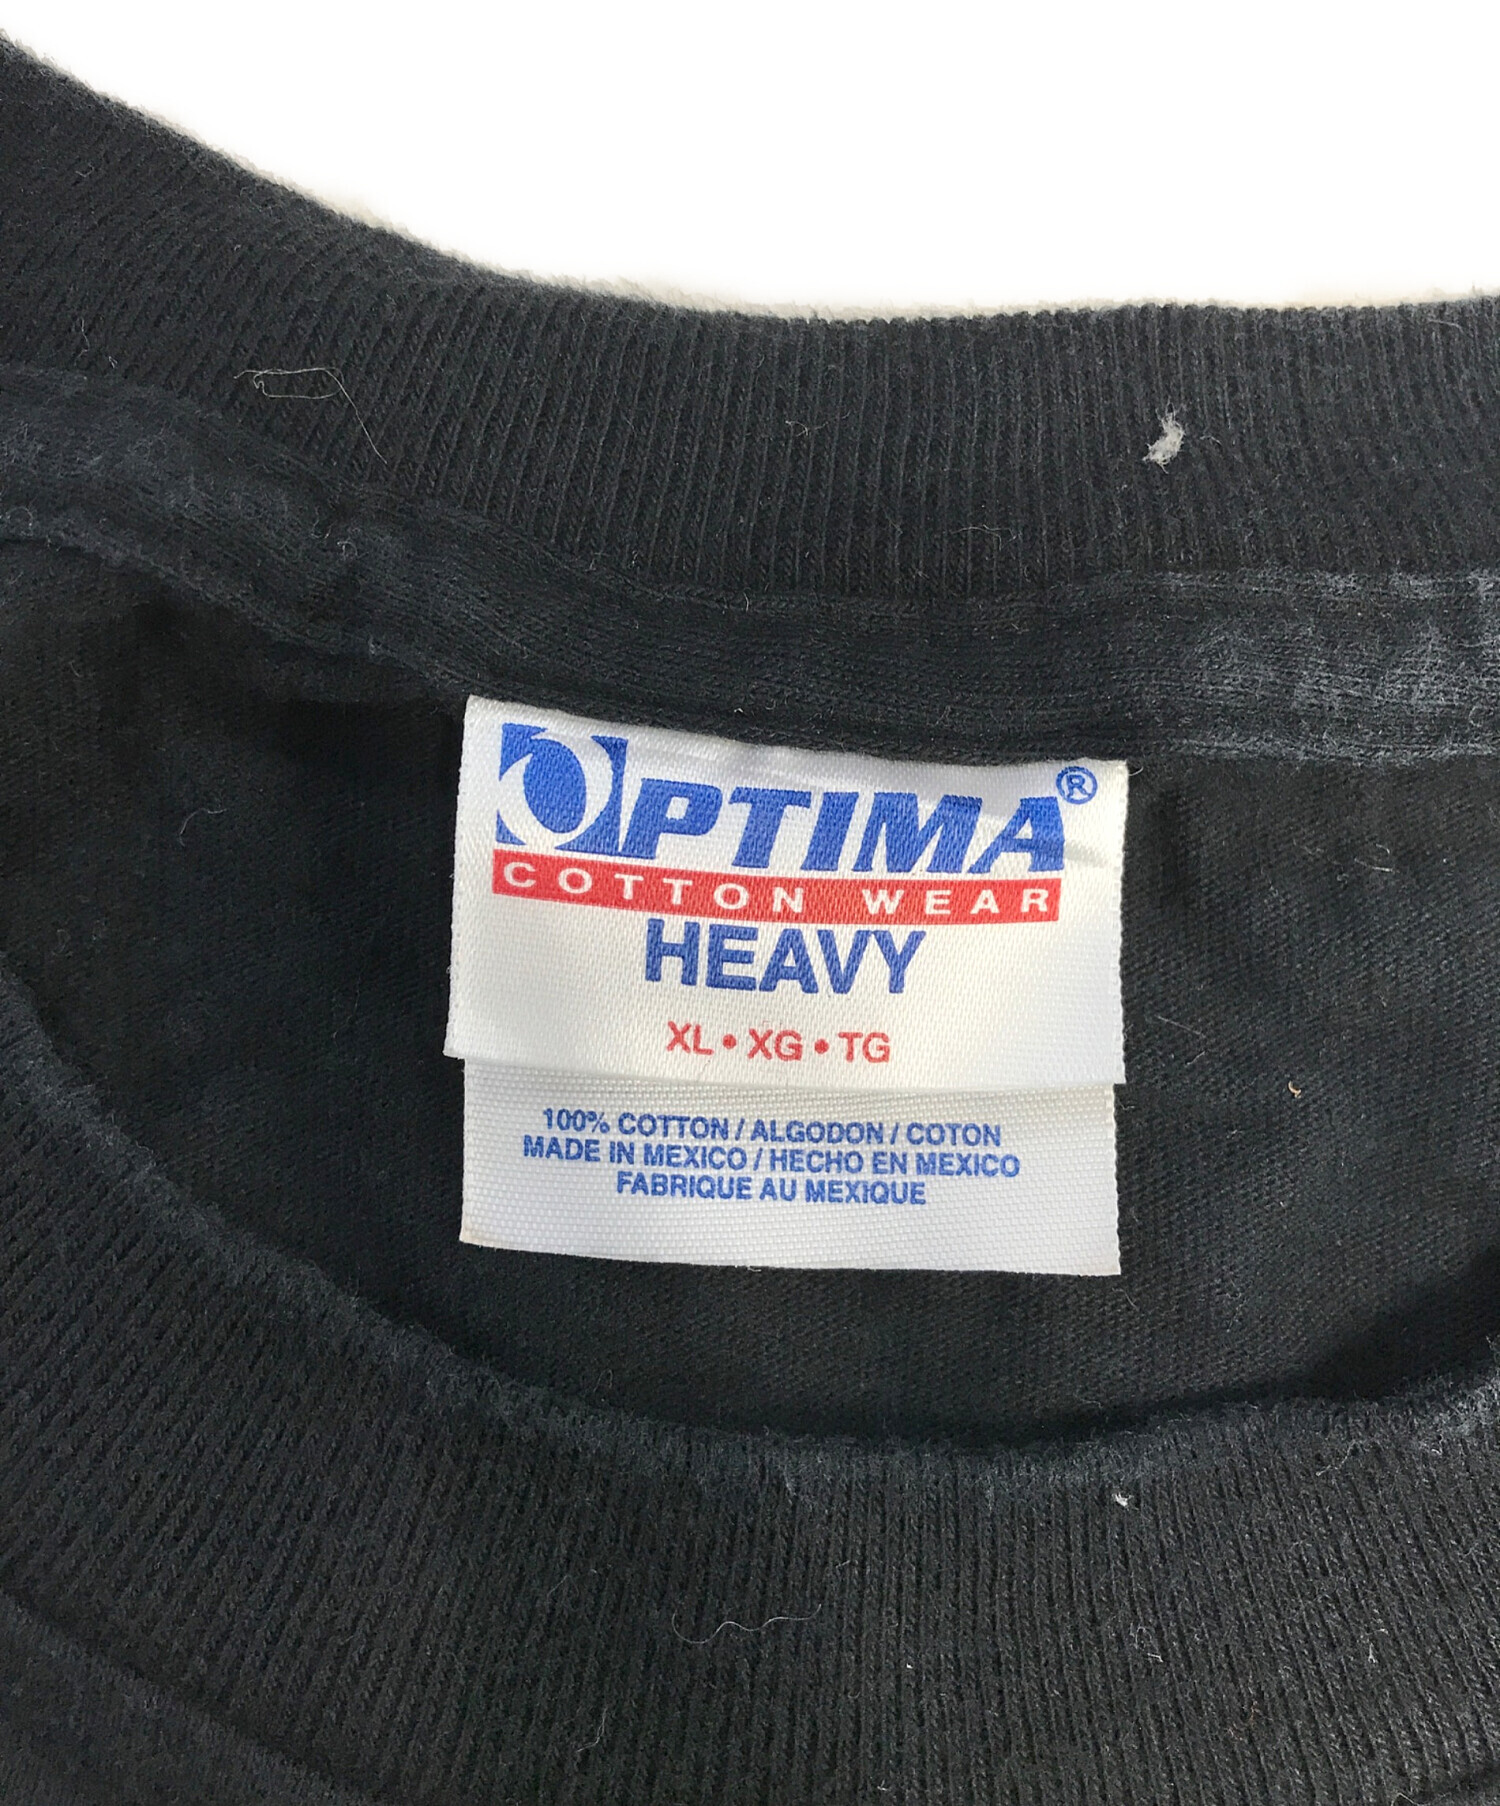 OPTIMA®
COTTON WEAR
HEAVY
XL • XG • TG
100% COTTON / ALGODON / COTON
MADE IN MEXICO / HECHO EN MEXICO
FABRIQUE AU MEXIQUE